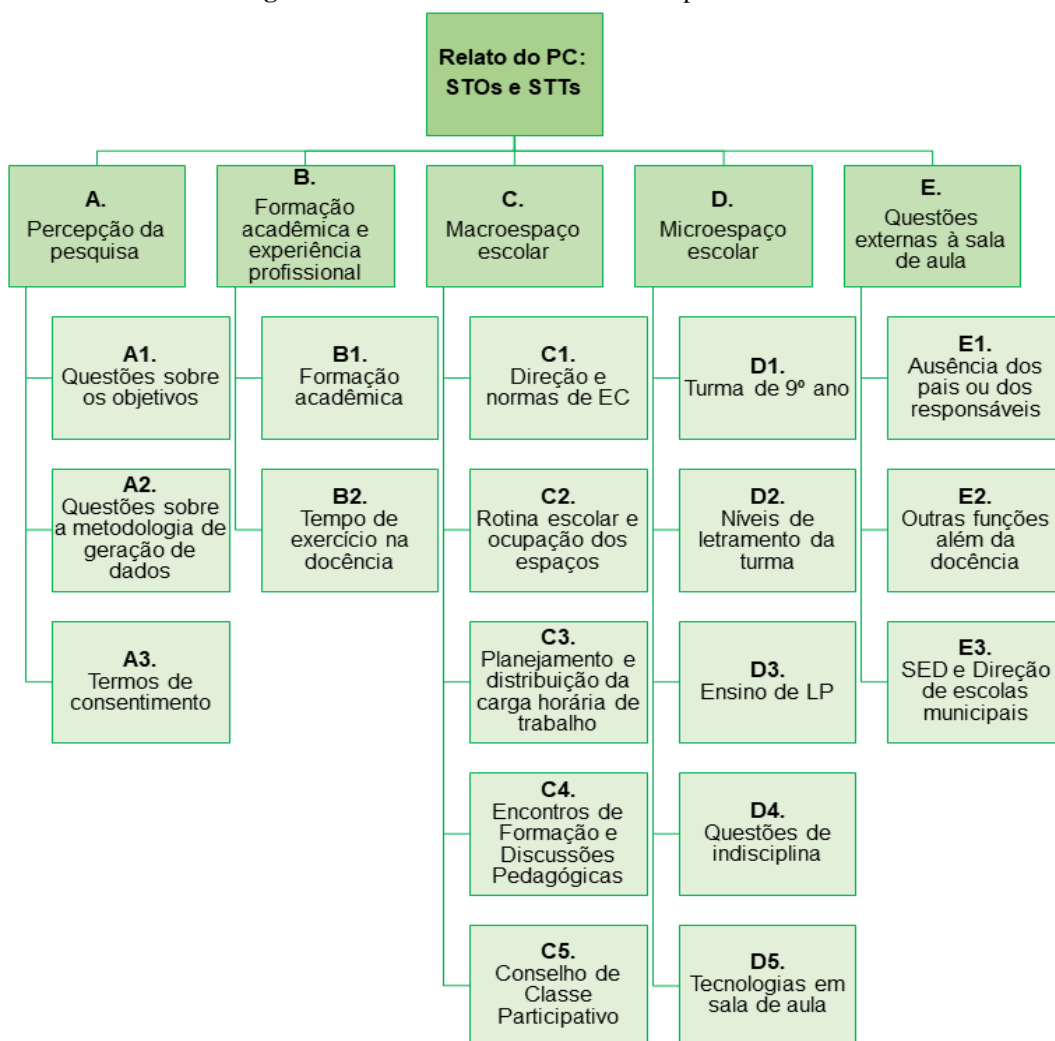 Relato do PC:
STOs e STTs
A.
Percepção da
pesquisa
B.
Formação
acadêmica e
experiência
profissional
C.
Macroespaço
escolar
D.
Microespaço
escolar
E.
Questões
externas à sala
de aula
A1.
Questões sobre
os objetivos
A2.
Questões sobre
a metodologia de
geração de
dados
A3.
Termos de
consentimento
B1.
Formação
acadêmica
B2.
Tempo de
exercício na
docência
C1.
Direção e
normas de EC
C2.
Rotina escolar e
ocupação dos
espaços
C3.
Planejamento e
distribuição da
carga horária de
trabalho
C4.
Encontros de
Formação e
Discussões
Pedagógicas
C5.
Conselho de
Classe
Participativo
D1.
Turma de 9º ano
D2.
Níveis de
letramento da
turma
D3.
Ensino de LP
D4.
Questões de
indisciplina
D5.
Tecnologias em
sala de aula
E1.
Ausência dos
pais ou dos
responsáveis
E2.
Outras funções
além da
docência
E3.
SED e Direção
de escolas
municipais